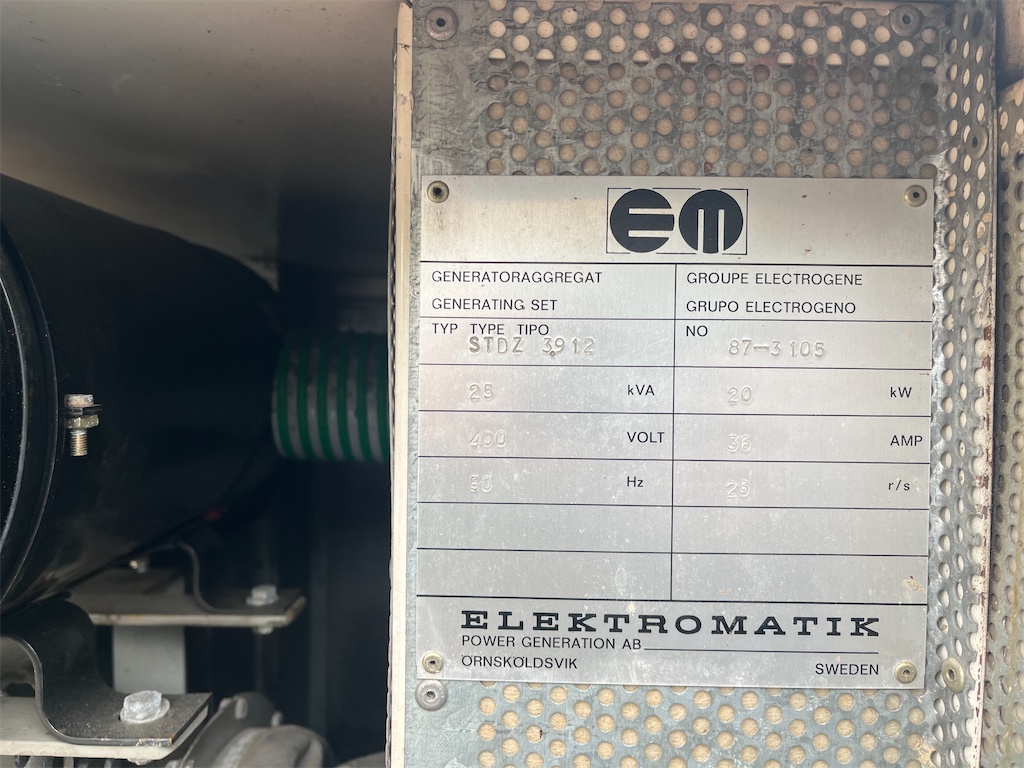 EM
GENERATORAGGREGAT
GENERATING SET
GROUPE ELECTROGENE
GRUPO ELECTROGENO
TYP TYPE TIPO
STDZ 3912
NO
87-3105
25 kVA
20 kW
400 VOLT
36 AMP
50 Hz
25 r/s
ELEKTROMATIK
POWER GENERATION AB
ÖRNSKÖLDSVIK SWEDEN